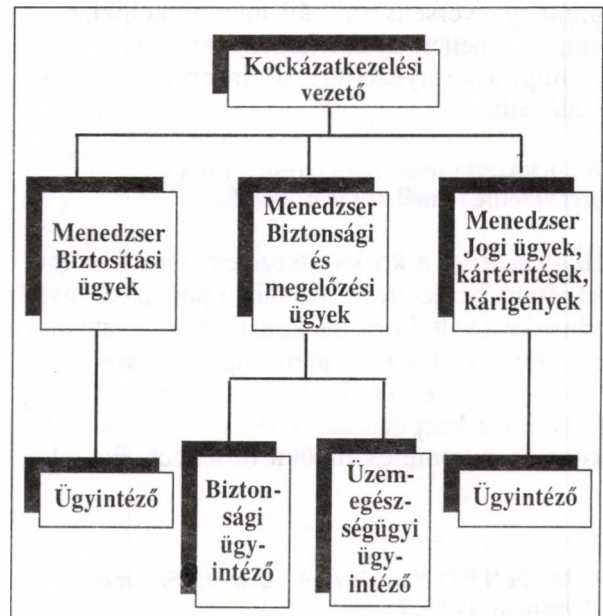 Kockázatkezelési
vezető
Menedzser
Biztosítási
ügyek
Menedzser
Biztonsági
és
megelőzési
ügyek
Menedzser
Jogi ügyek,
kártérítések,
kárigények
Ügyintéző
Bizton-
sági
ügy-
intéző
Üzem-
egész-
ségügyi
ügy-
intéző
Ügyintéző